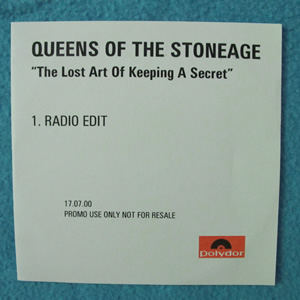 QUEENS OF THE STONEAGE
“The Lost Art Of Keeping A Secret”
1. RADIO EDIT
17.07.00
PROMO USE ONLY NOT FOR RESALE
Polydor